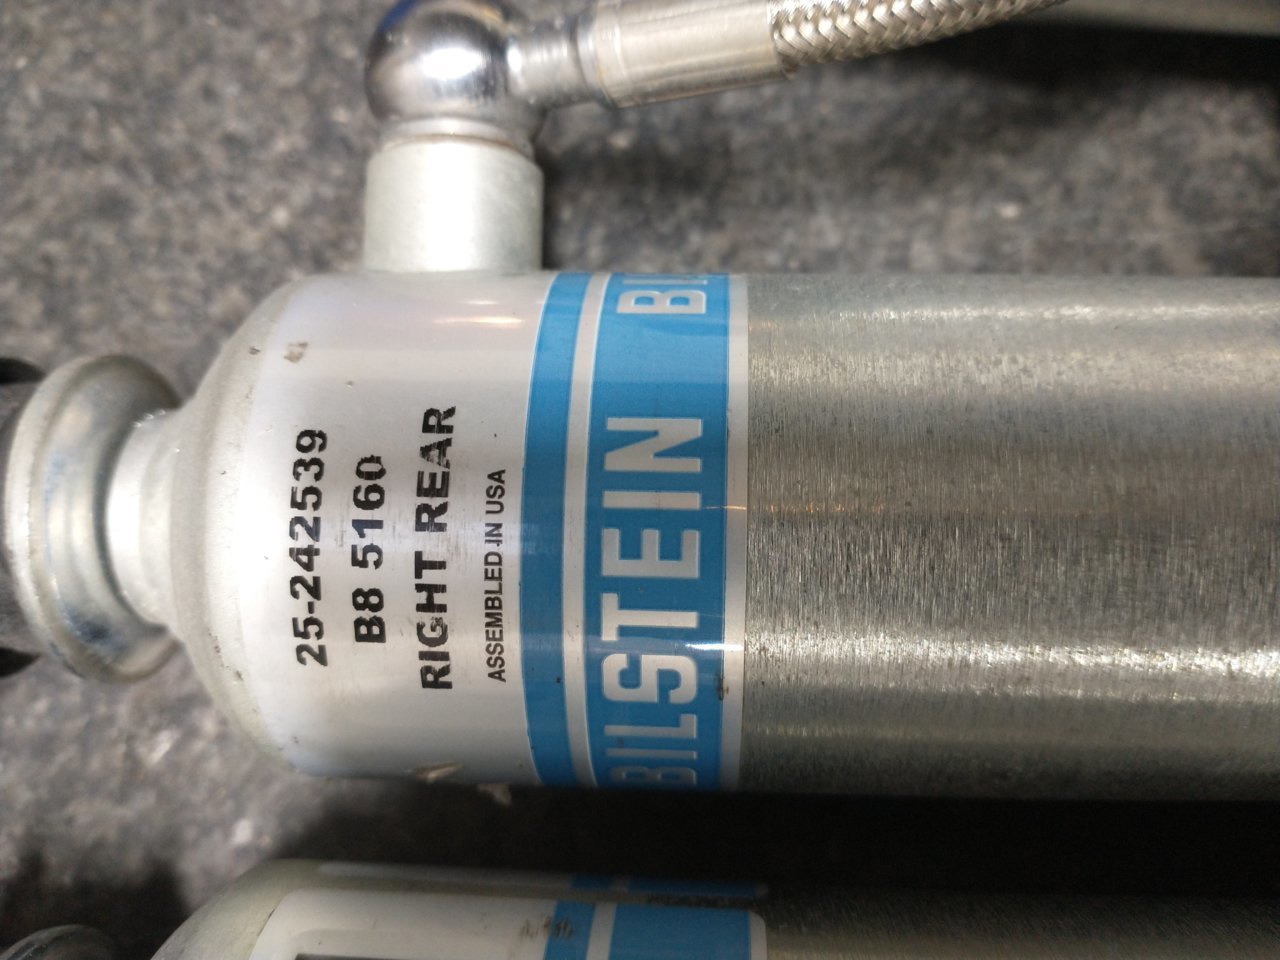 25-242539
B8 5160
RIGHT REAR
ASSEMBLED IN USA
BILSTEIN